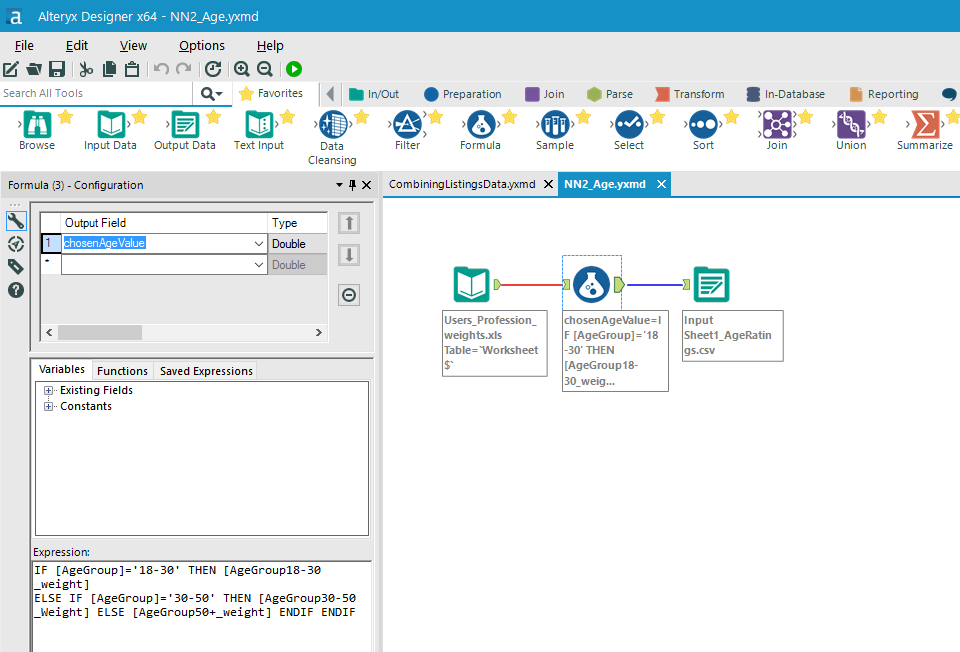 a Alteryx Designer x64 - NN2_Age.yxmd
File Edit View Options Help
Search All Tools Favorites In/Out Preparation Join Parse Transform In-Database Reporting
Browse Input Data Output Data Text Input Data Cleansing Filter Formula Sample Select Sort Join Union Summarize
Formula (3) - Configuration
CombiningListingsData.yxmd NN2_Age.yxmd
Output Field Type
1 chosenAgeValue Double
* Double
Variables Functions Saved Expressions
Existing Fields
Constants
Expression:
IF [AgeGroup]='18-30' THEN [AgeGroup18-30
_weight]
ELSE IF [AgeGroup]='30-50' THEN [AgeGroup30-50
_Weight] ELSE [AgeGroup50+_weight] ENDIF ENDIF
Users_Profession_
weights.xls
Table=`Worksheet
$`
chosenAgeValue=I
F [AgeGroup]='18
-30' THEN
[AgeGroup18-
30_weig...
Input
Sheet1_AgeRatin
gs.csv